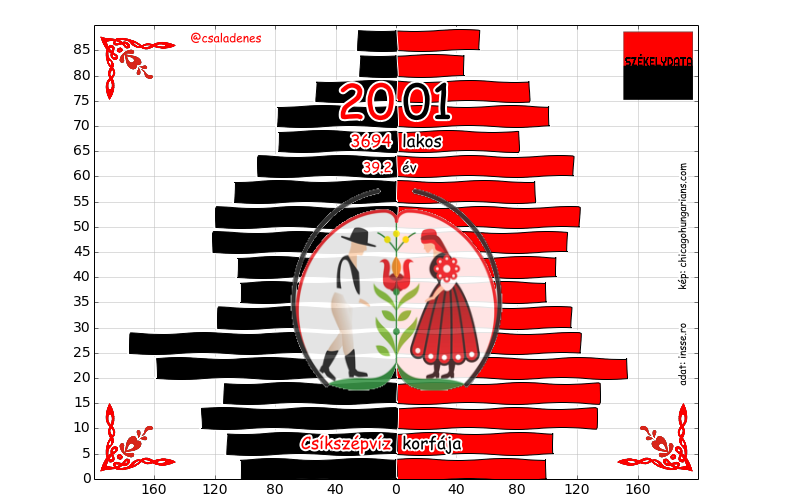 @csaladenes
SZÉKELYDATA
2001
3694 lakos
39.2 év
kép: chicagohungarians.com
adat: insse.ro
Csíkszépvíz korfája
85
80
75
70
65
60
55
50
45
40
35
30
25
20
15
10
5
0
160 120 80 40 0 40 80 120 160